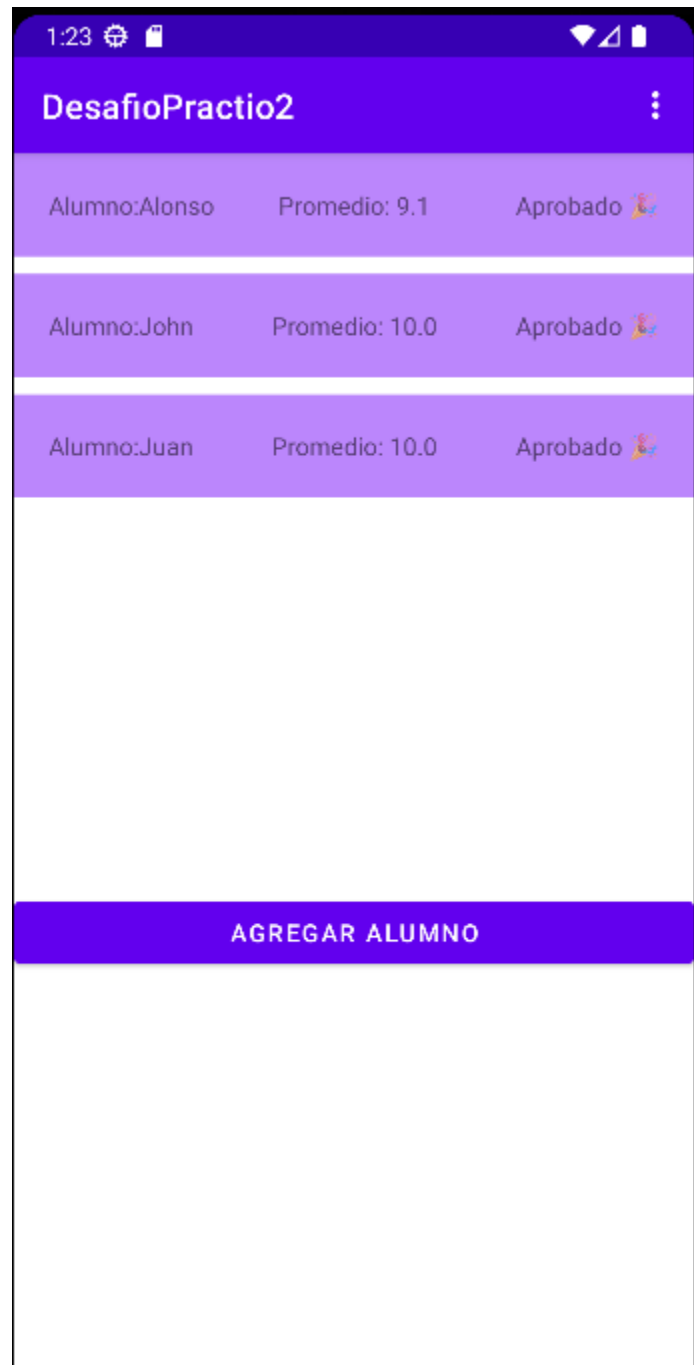 1:23
DesafioPractio2
Alumno:Alonso Promedio: 9.1 Aprobado 🎉
Alumno:John Promedio: 10.0 Aprobado 🎉
Alumno:Juan Promedio: 10.0 Aprobado 🎉
AGREGAR ALUMNO